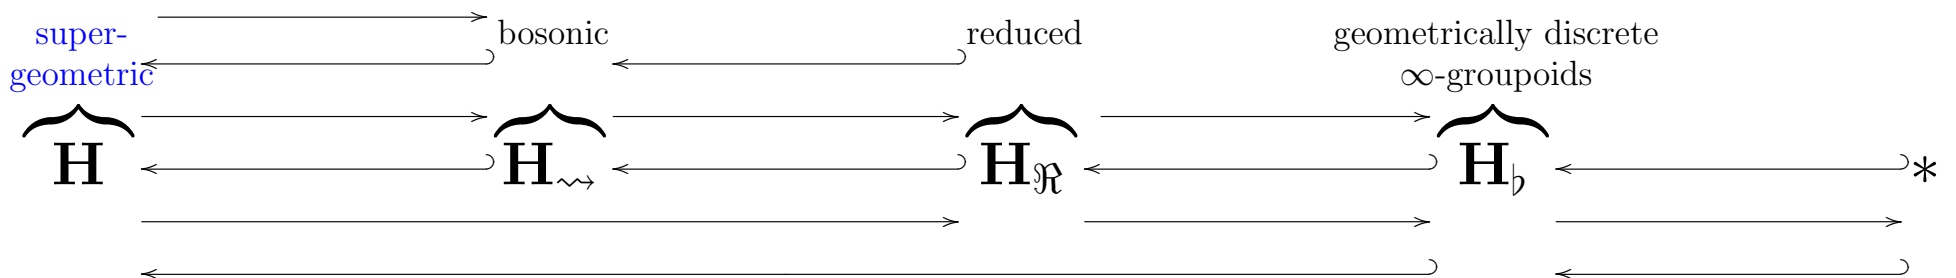 super- bosonic reduced geometrically discrete
geometric ∞-groupoids
H H⇝ Hℜ H♭ *